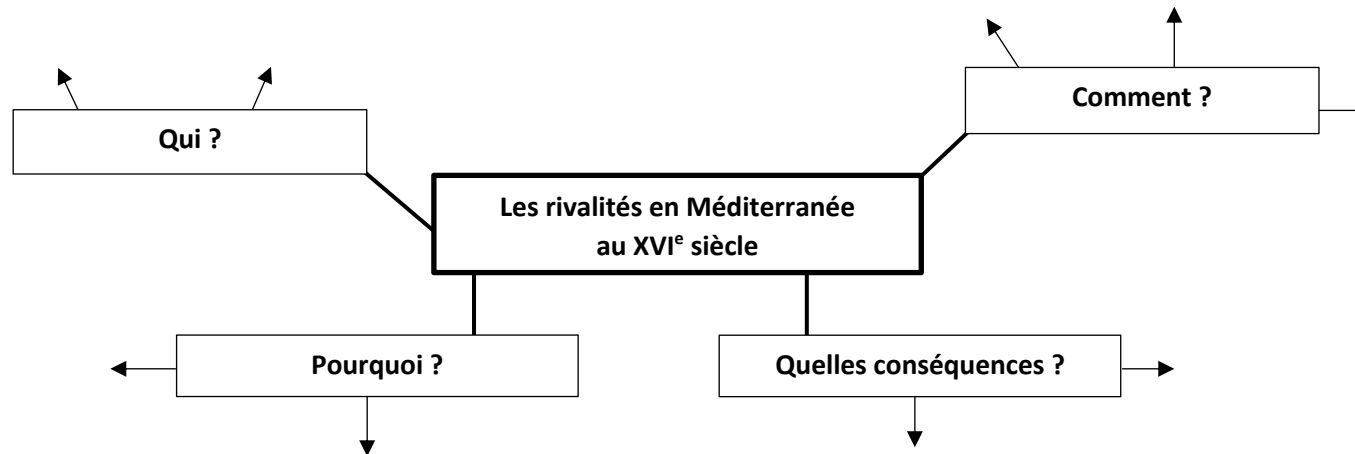 Comment ?
Qui ?
Les rivalités en Méditerranée
au XVIe siècle
Pourquoi ?
Quelles conséquences ?